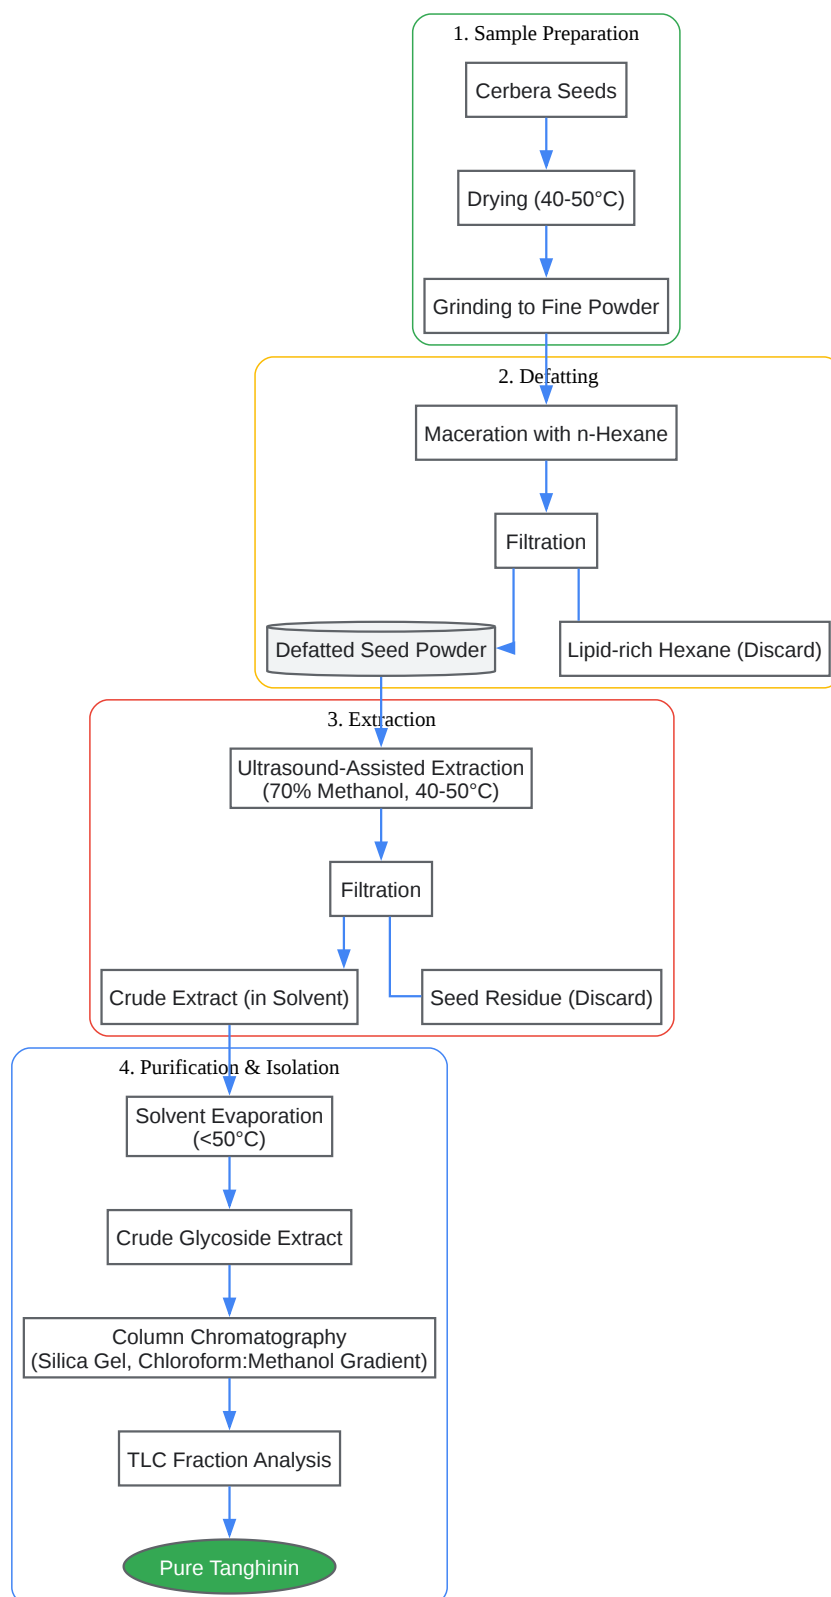 1. Sample Preparation
Cerbera Seeds
Drying (40-50°C)
Grinding to Fine Powder
2. Defatting
Maceration with n-Hexane
Filtration
Defatted Seed Powder
Lipid-rich Hexane (Discard)
3. Extraction
Ultrasound-Assisted Extraction
(70% Methanol, 40-50°C)
Filtration
Crude Extract (in Solvent)
Seed Residue (Discard)
4. Purification & Isolation
Solvent Evaporation
(<50°C)
Crude Glycoside Extract
Column Chromatography
(Silica Gel, Chloroform:Methanol Gradient)
TLC Fraction Analysis
Pure Tanghinin